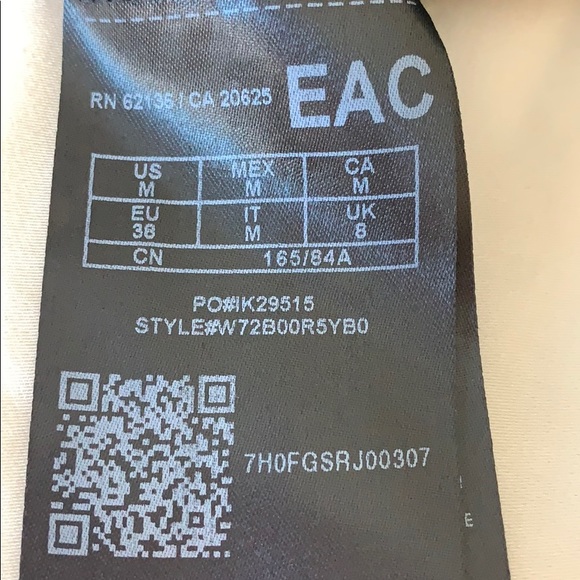 RN 62136 / CA 20625 EAC
US MEX CA
M M M
EU IT UK
38 M 8
CN 165/84A
PO#IK29515
STYLE#W72B00R5YB0
7H0FGSRJ00307
E